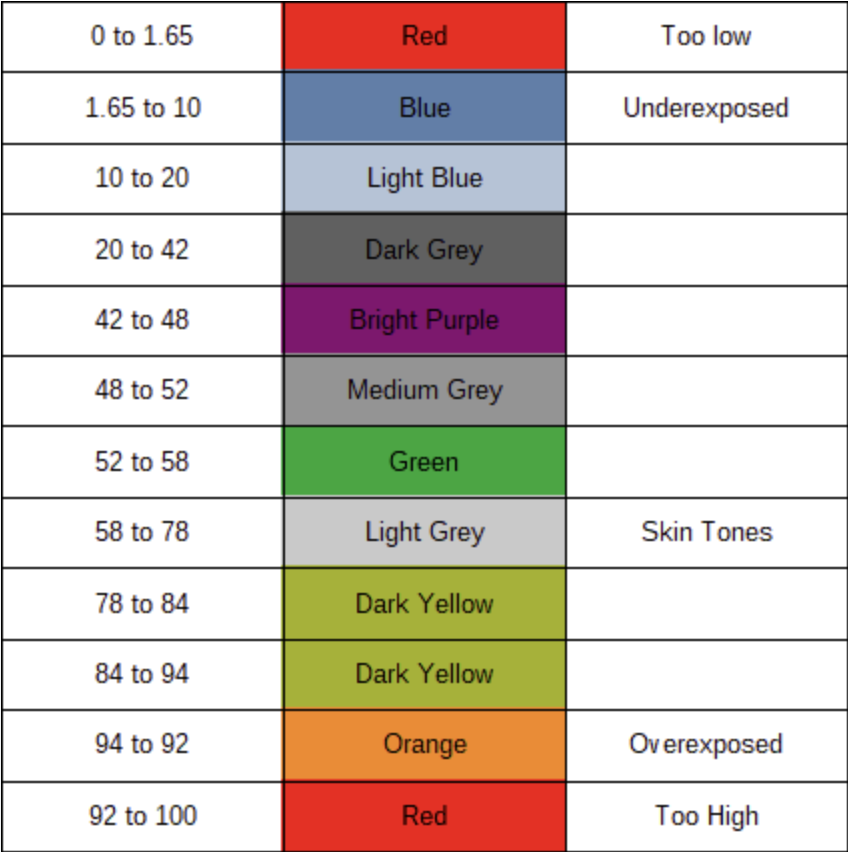 0 to 1.65 Red Too low
1.65 to 10 Blue Underexposed
10 to 20 Light Blue
20 to 42 Dark Grey
42 to 48 Bright Purple
48 to 52 Medium Grey
52 to 58 Green
58 to 78 Light Grey Skin Tones
78 to 84 Dark Yellow
84 to 94 Dark Yellow
94 to 92 Orange Overexposed
92 to 100 Red Too High